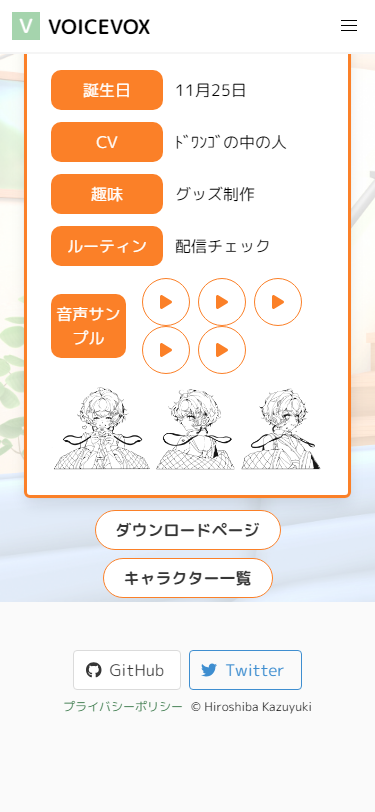 V VOICEVOX
誕生日 11月25日
CV ﾄﾞﾜﾝｺﾞの中の人
趣味 グッズ制作
ルーティン 配信チェック
音声サン
プル
ダウンロードページ
キャラクター一覧
GitHub Twitter
プライバシーポリシー © Hiroshiba Kazuyuki